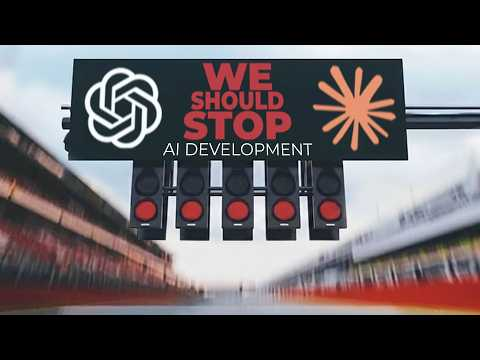 WE
SHOULD
STOP
AI DEVELOPMENT